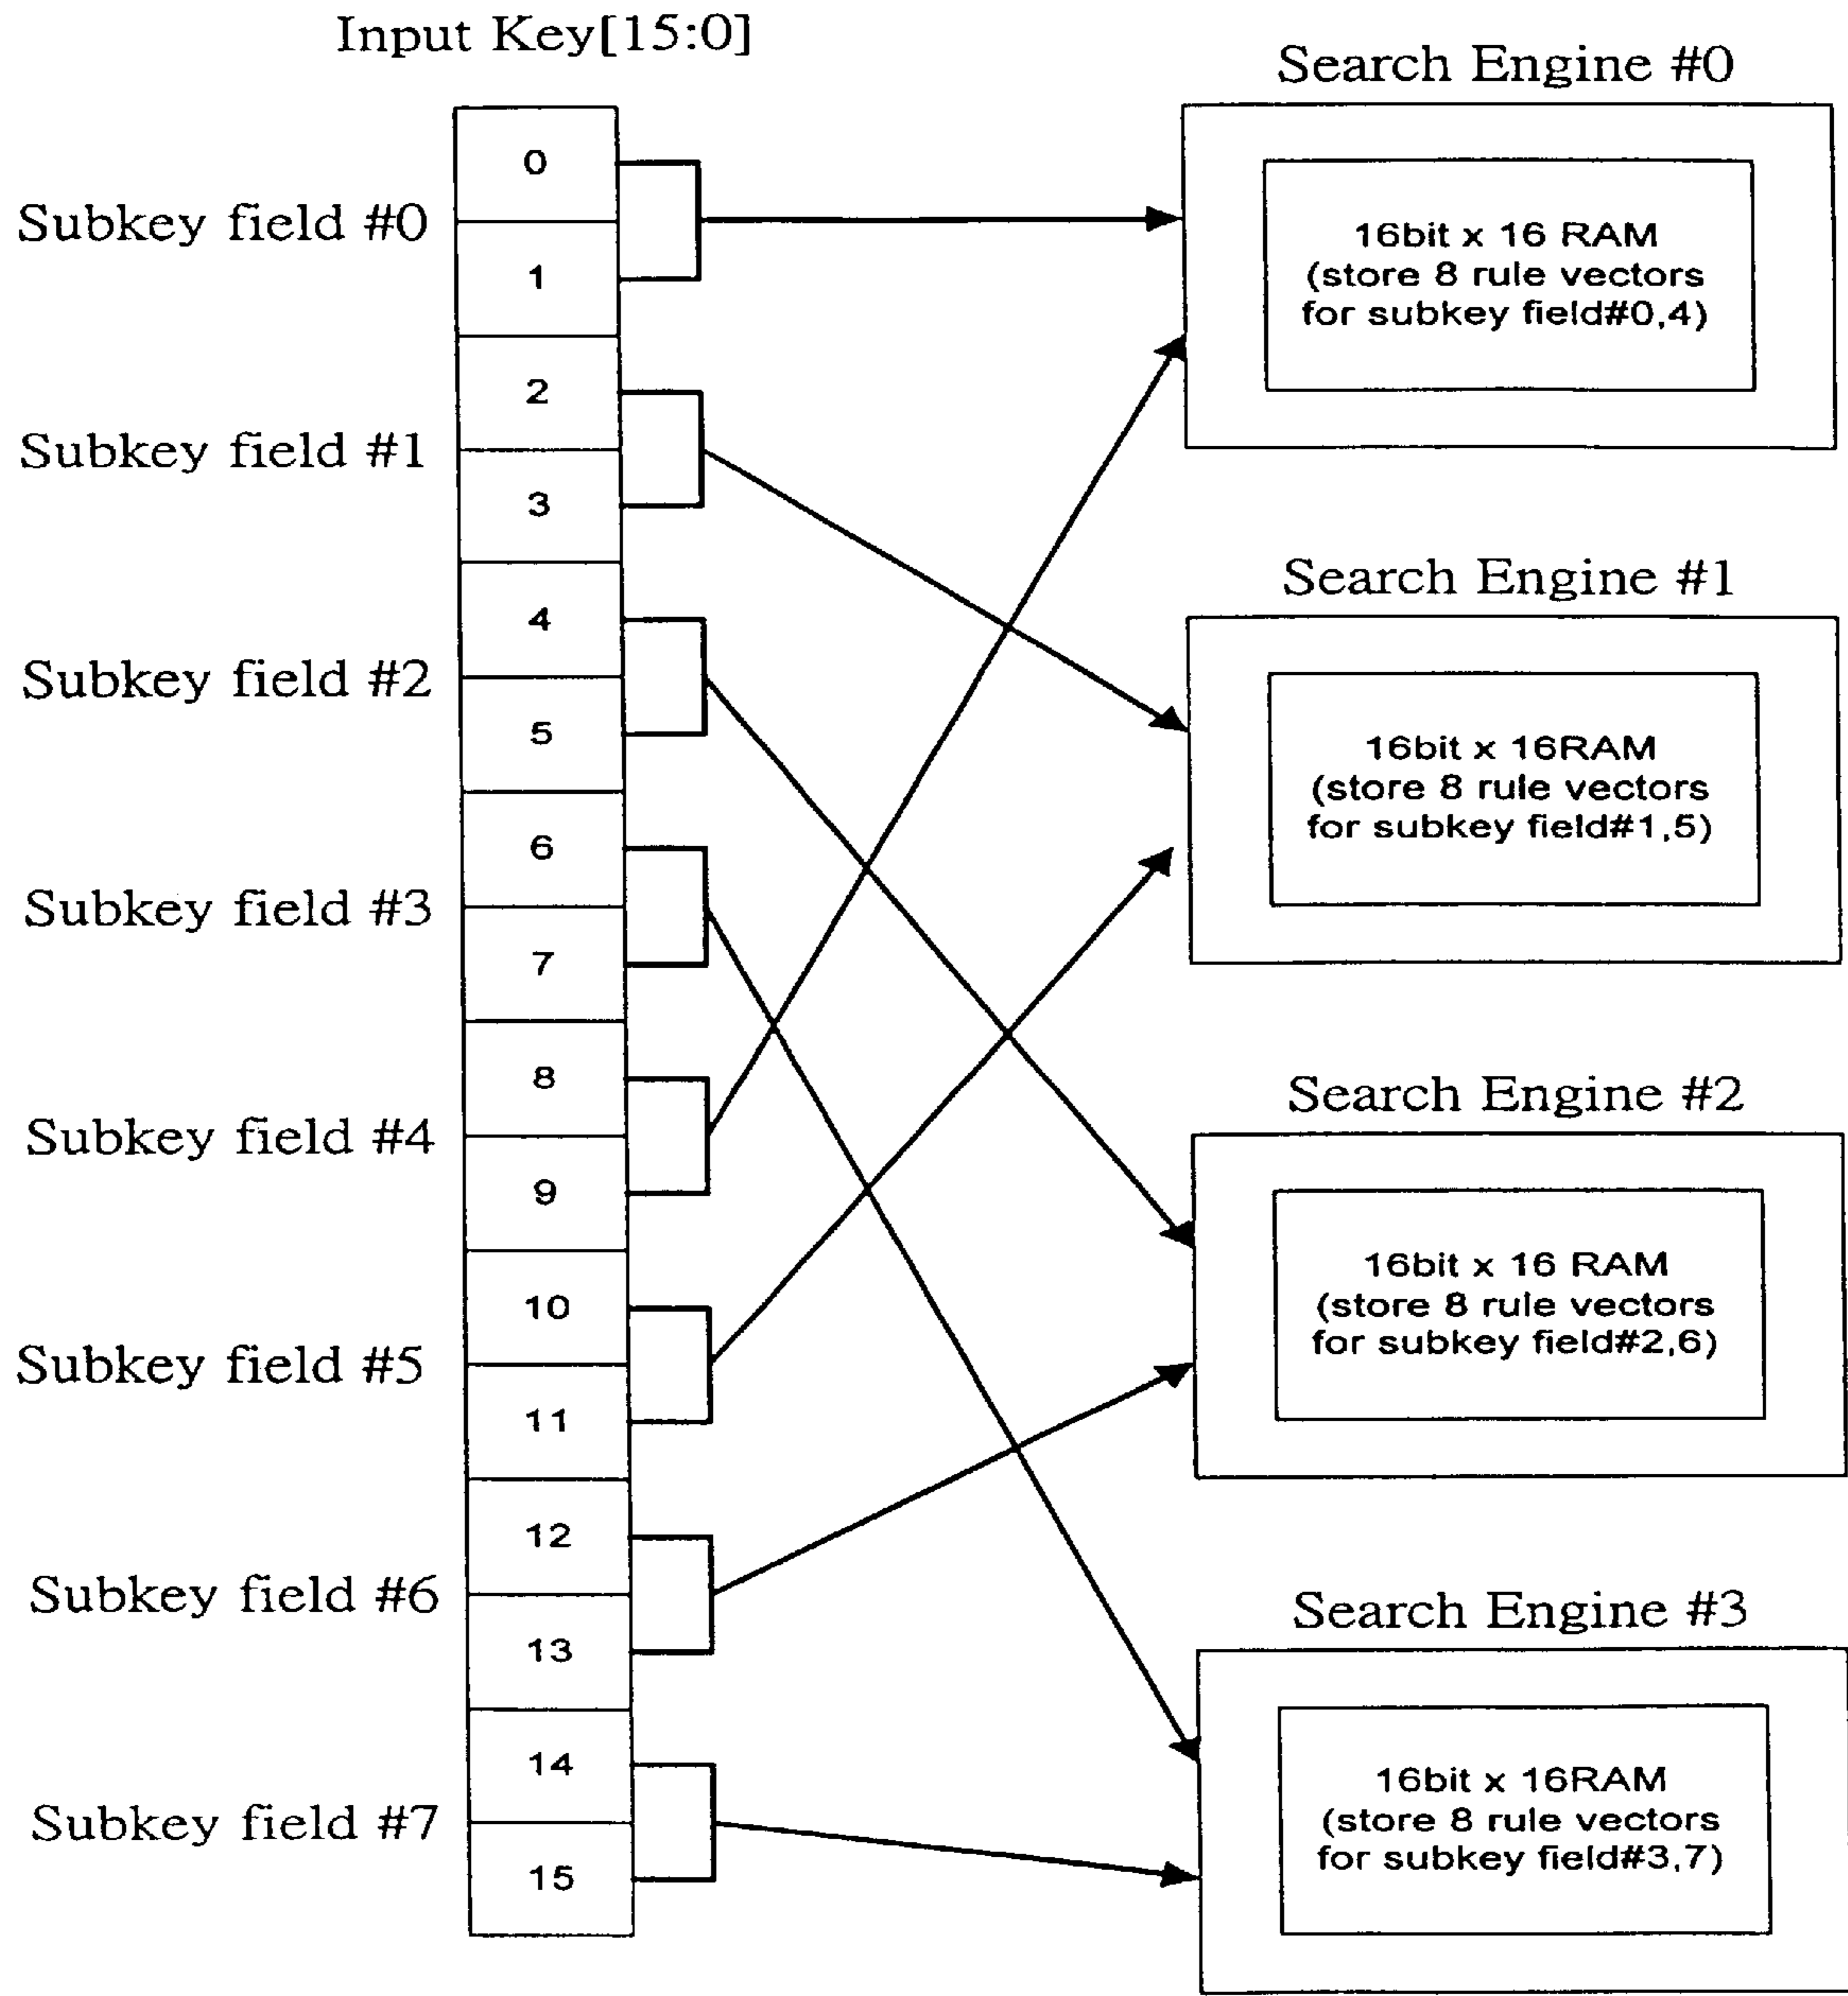 Input Key[15:0]
Subkey field #0
Subkey field #1
Subkey field #2
Subkey field #3
Subkey field #4
Subkey field #5
Subkey field #6
Subkey field #7
0
1
2
3
4
5
6
7
8
9
10
11
12
13
14
15
Search Engine #0
16bit x 16 RAM
(store 8 rule vectors
for subkey field#0,4)
Search Engine #1
16bit x 16RAM
(store 8 rule vectors
for subkey field#1,5)
Search Engine #2
16bit x 16 RAM
(store 8 rule vectors
for subkey field#2,6)
Search Engine #3
16bit x 16RAM
(store 8 rule vectors
for subkey field#3,7)